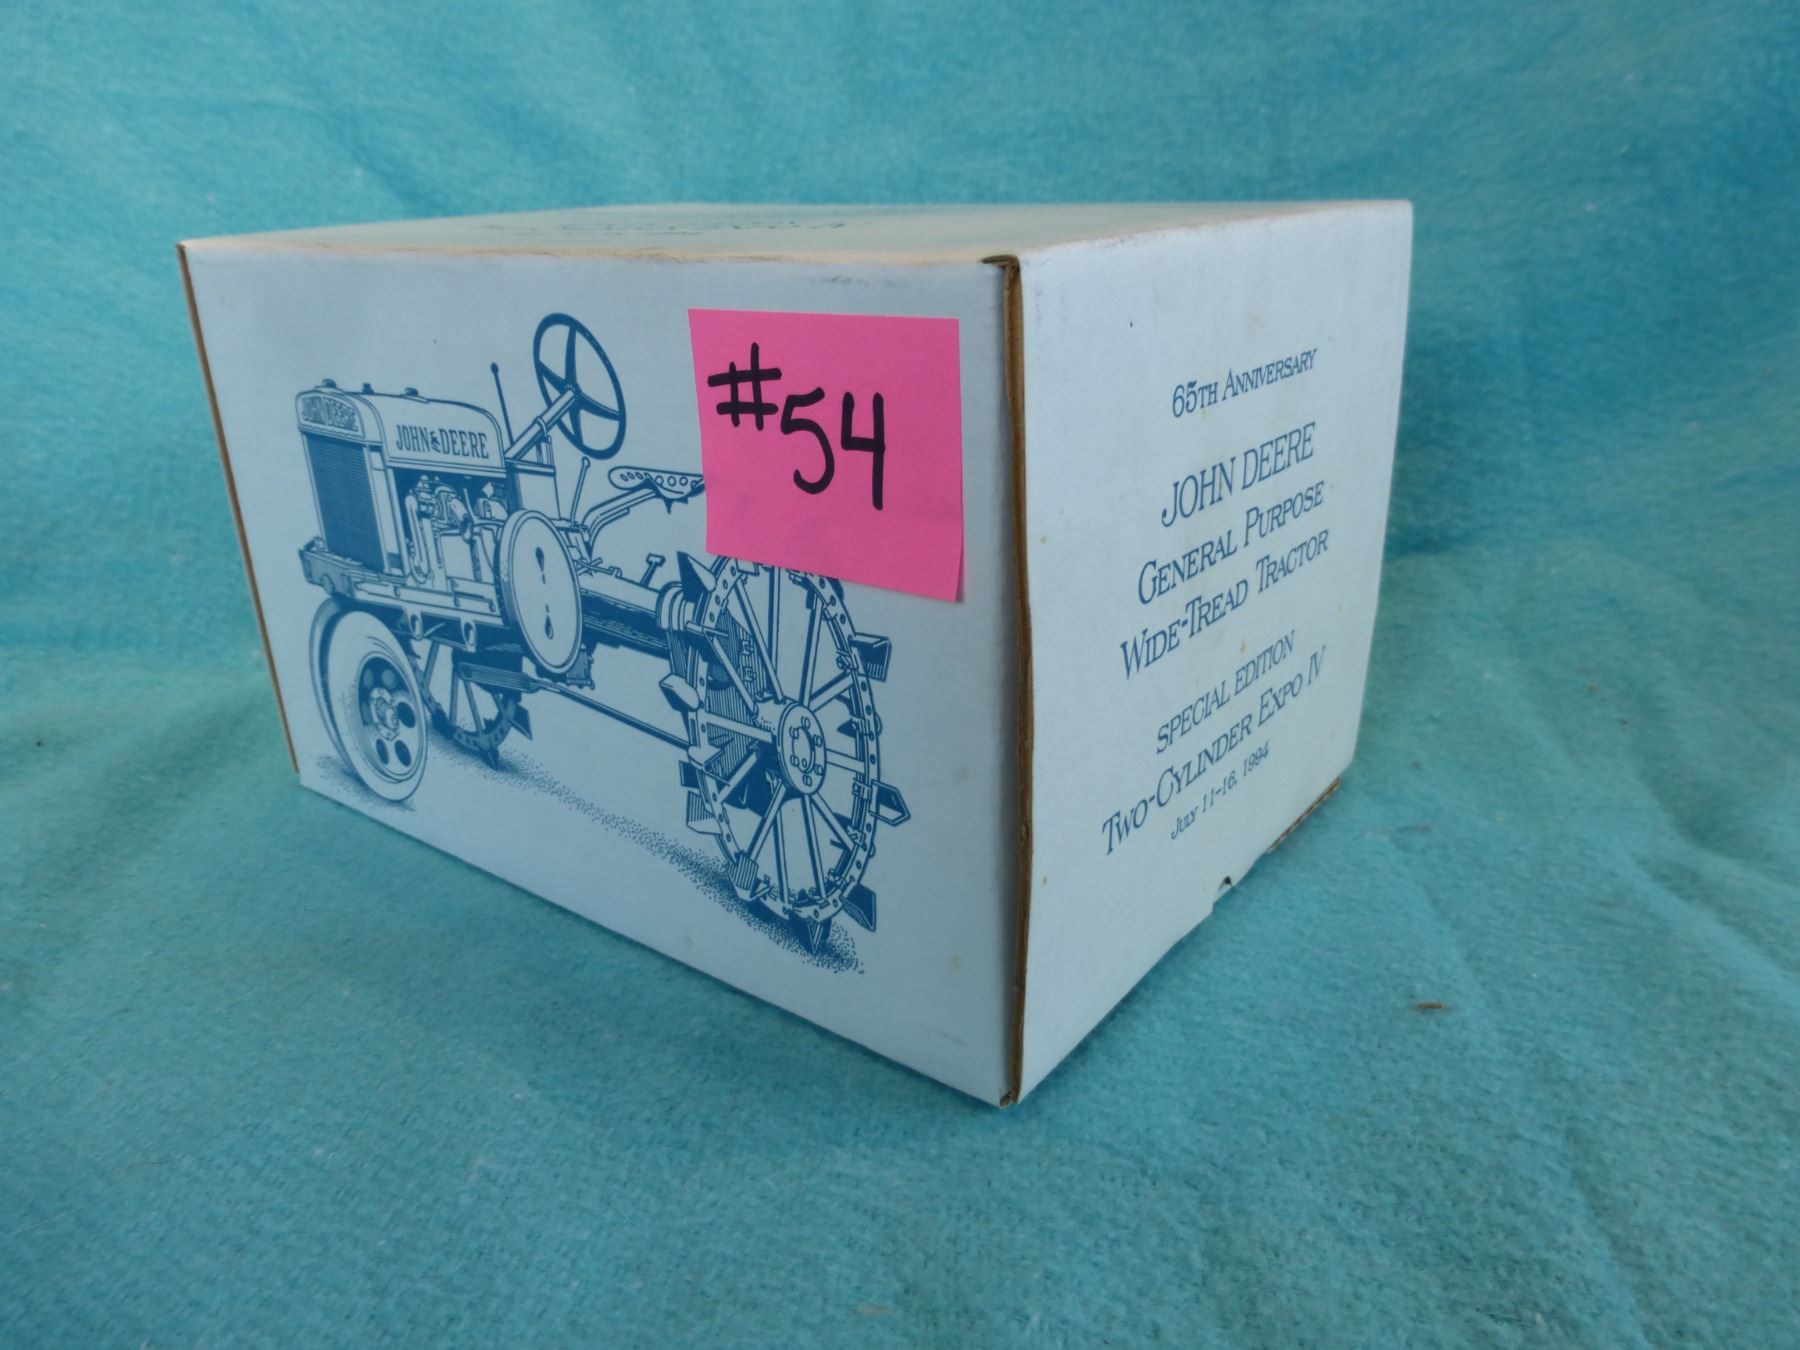 #54
JOHN DEERE
JOHN DEERE
65TH ANNIVERSARY
JOHN DEERE
GENERAL PURPOSE
WIDE-TREAD TRACTOR
SPECIAL EDITION
TWO-CYLINDER EXPO IV
JULY 11-16, 1994